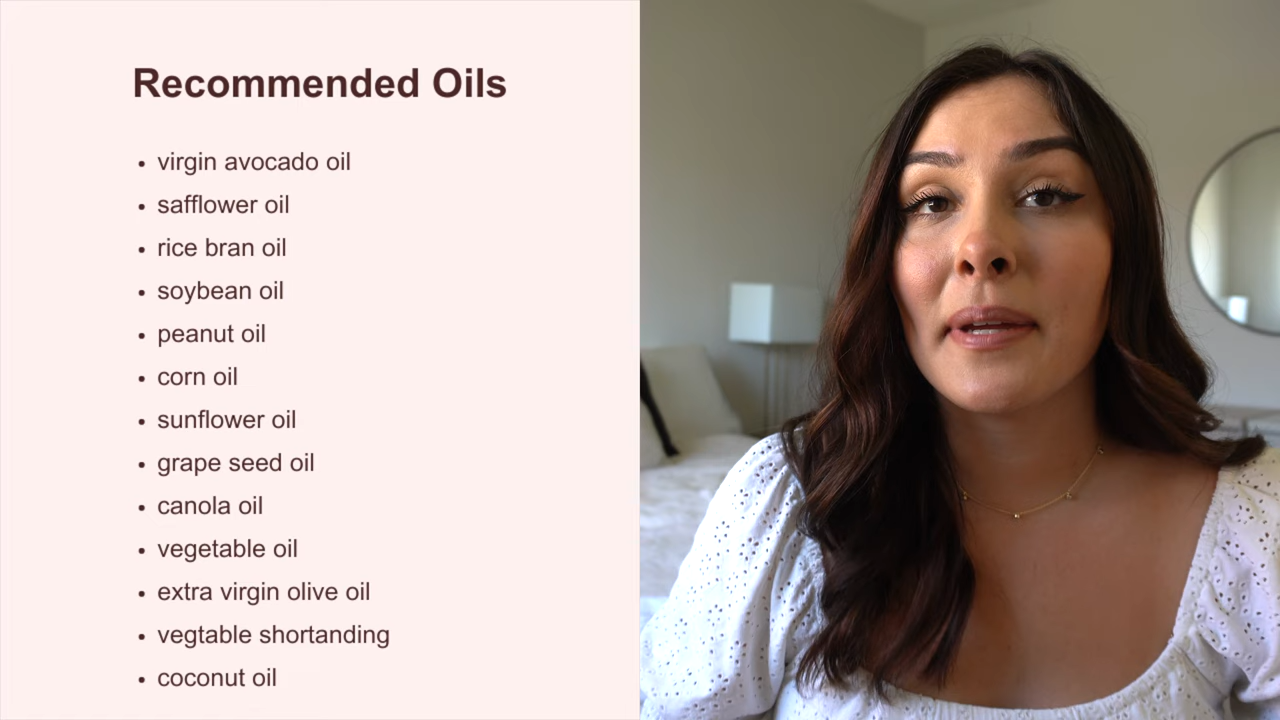 Recommended Oils
• virgin avocado oil
• safflower oil
• rice bran oil
• soybean oil
• peanut oil
• corn oil
• sunflower oil
• grape seed oil
• canola oil
• vegetable oil
• extra virgin olive oil
• vegtable shortanding
• coconut oil